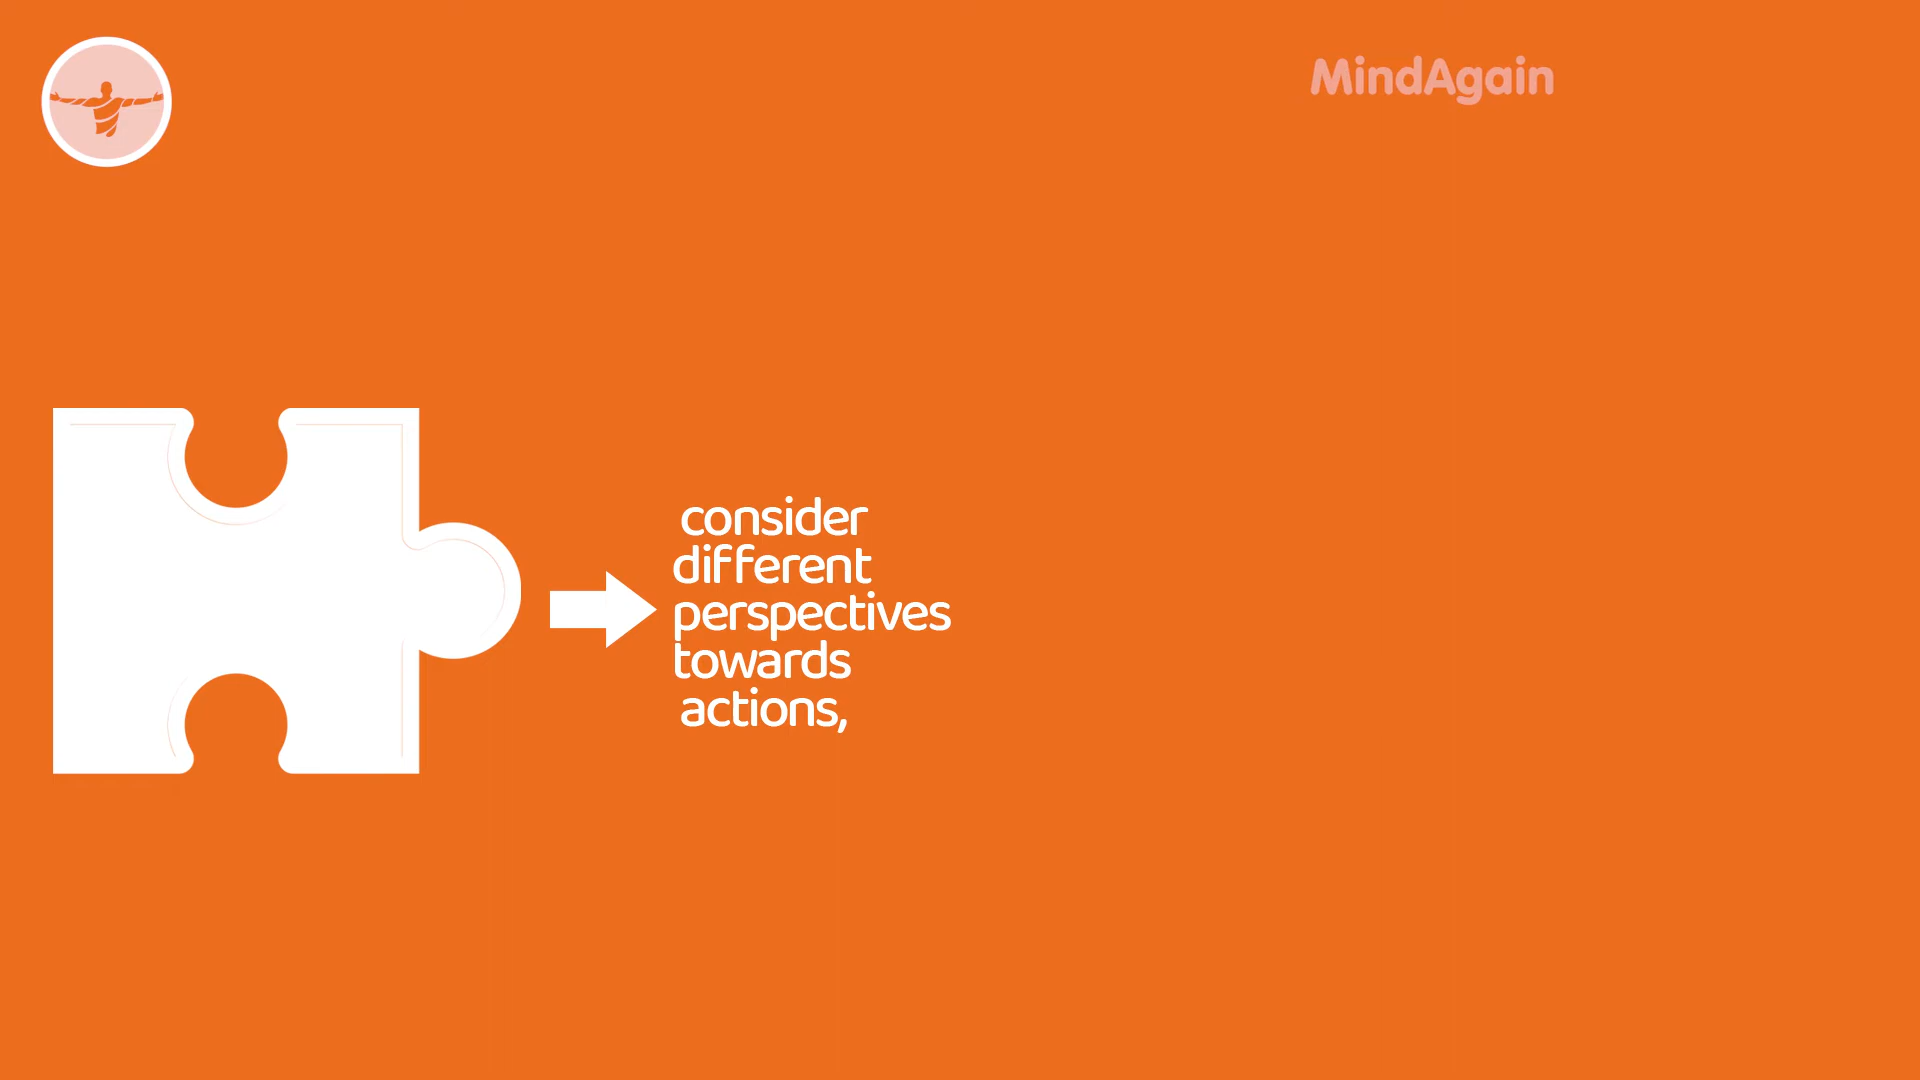 MindAgain
consider
different
perspectives
towards
actions,